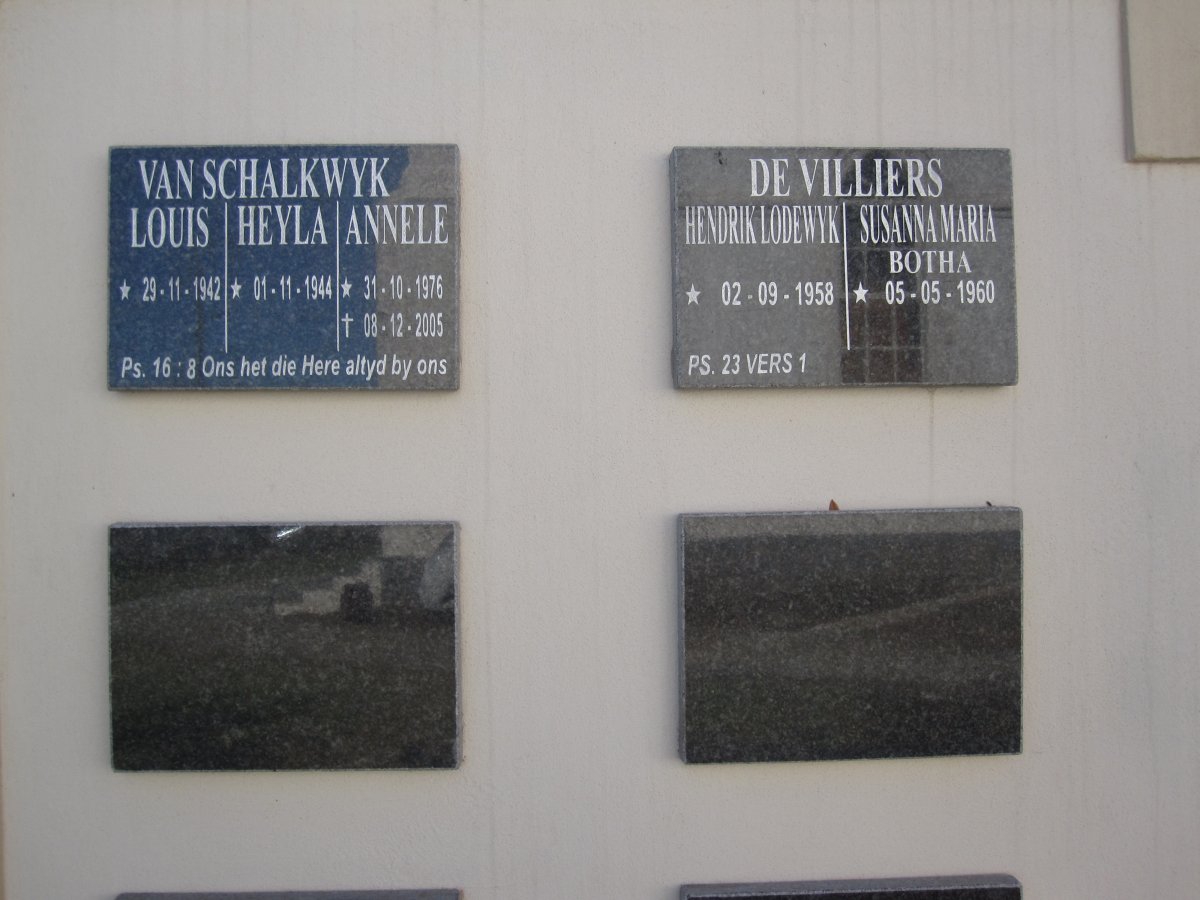 VAN SCHALKWYK
LOUIS HEYLA ANNELE
★ 29-11-1942 ★ 01-11-1944 ★ 31-10-1976
✝ 08-12-2005
Ps. 16 : 8 Ons het die Here altyd by ons
DE VILLIERS
HENDRIK LODEWYK SUSANNA MARIA
BOTHA
★ 02-09-1958 ★ 05-05-1960
PS. 23 VERS 1